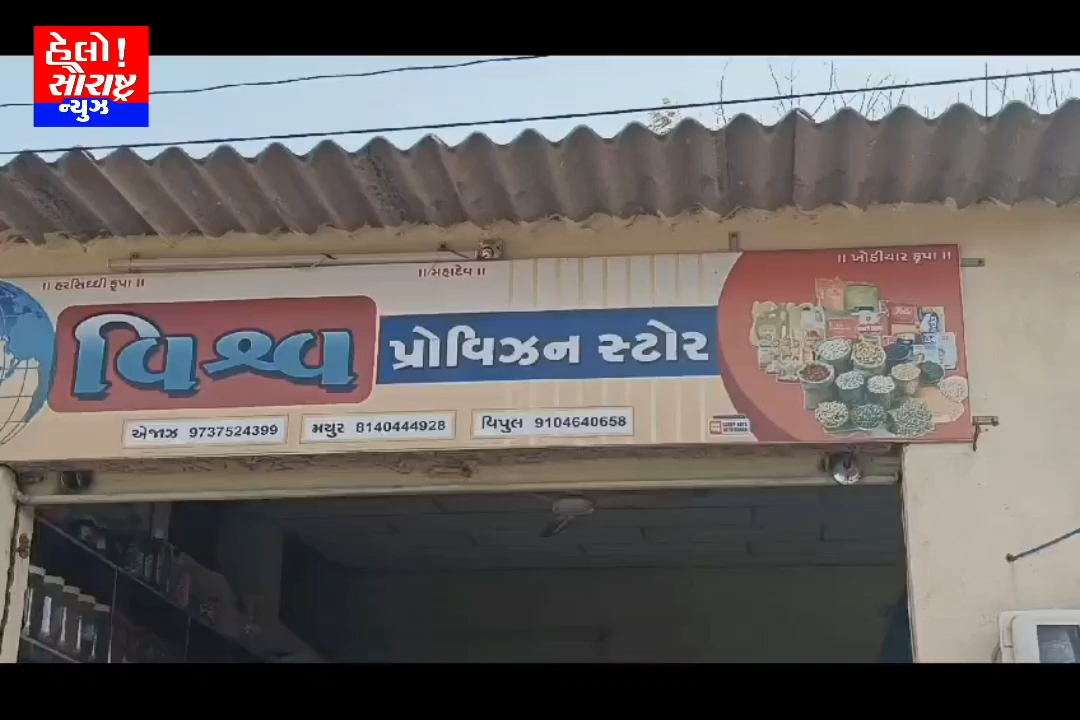 હેલો!
સૌરાષ્ટ્ર
ન્યુઝ
॥ હરસિધ્ધી કૃપા ॥
॥ મહાદેવ ॥
॥ ખોડીયાર કૃપા ॥
વિશ્વ
પ્રોવિઝન સ્ટોર
એજાઝ 9737524399
મયુર 8140444928
વિપુલ 9104640658